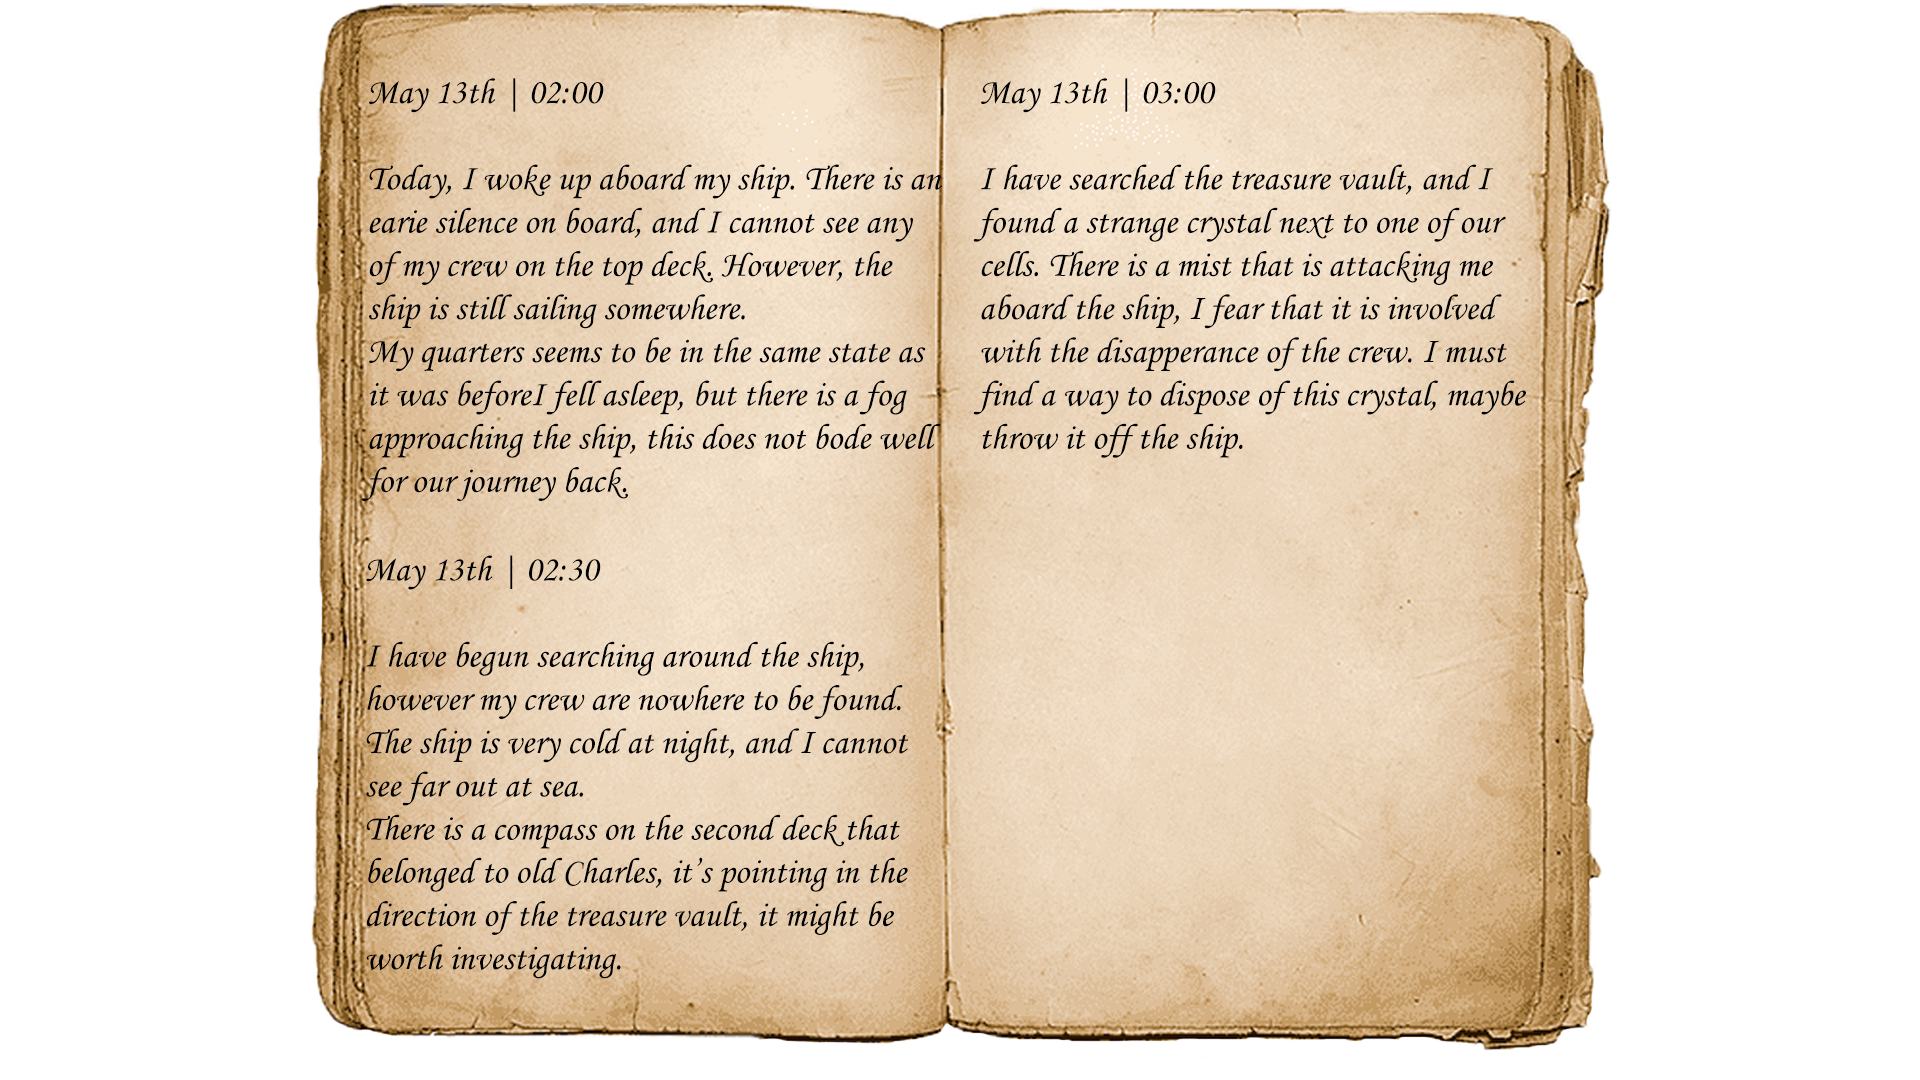 May 13th | 02:00
Today, I woke up aboard my ship. There is an
earie silence on board, and I cannot see any
of my crew on the top deck. However, the
ship is still sailing somewhere.
My quarters seems to be in the same state as
it was beforeI fell asleep, but there is a fog
approaching the ship, this does not bode well
for our journey back.
May 13th | 02:30
I have begun searching around the ship,
however my crew are nowhere to be found.
The ship is very cold at night, and I cannot
see far out at sea.
There is a compass on the second deck that
belonged to old Charles, it's pointing in the
direction of the treasure vault, it might be
worth investigating.
May 13th | 03:00
I have searched the treasure vault, and I
found a strange crystal next to one of our
cells. There is a mist that is attacking me
aboard the ship, I fear that it is involved
with the disapperance of the crew. I must
find a way to dispose of this crystal, maybe
throw it off the ship.